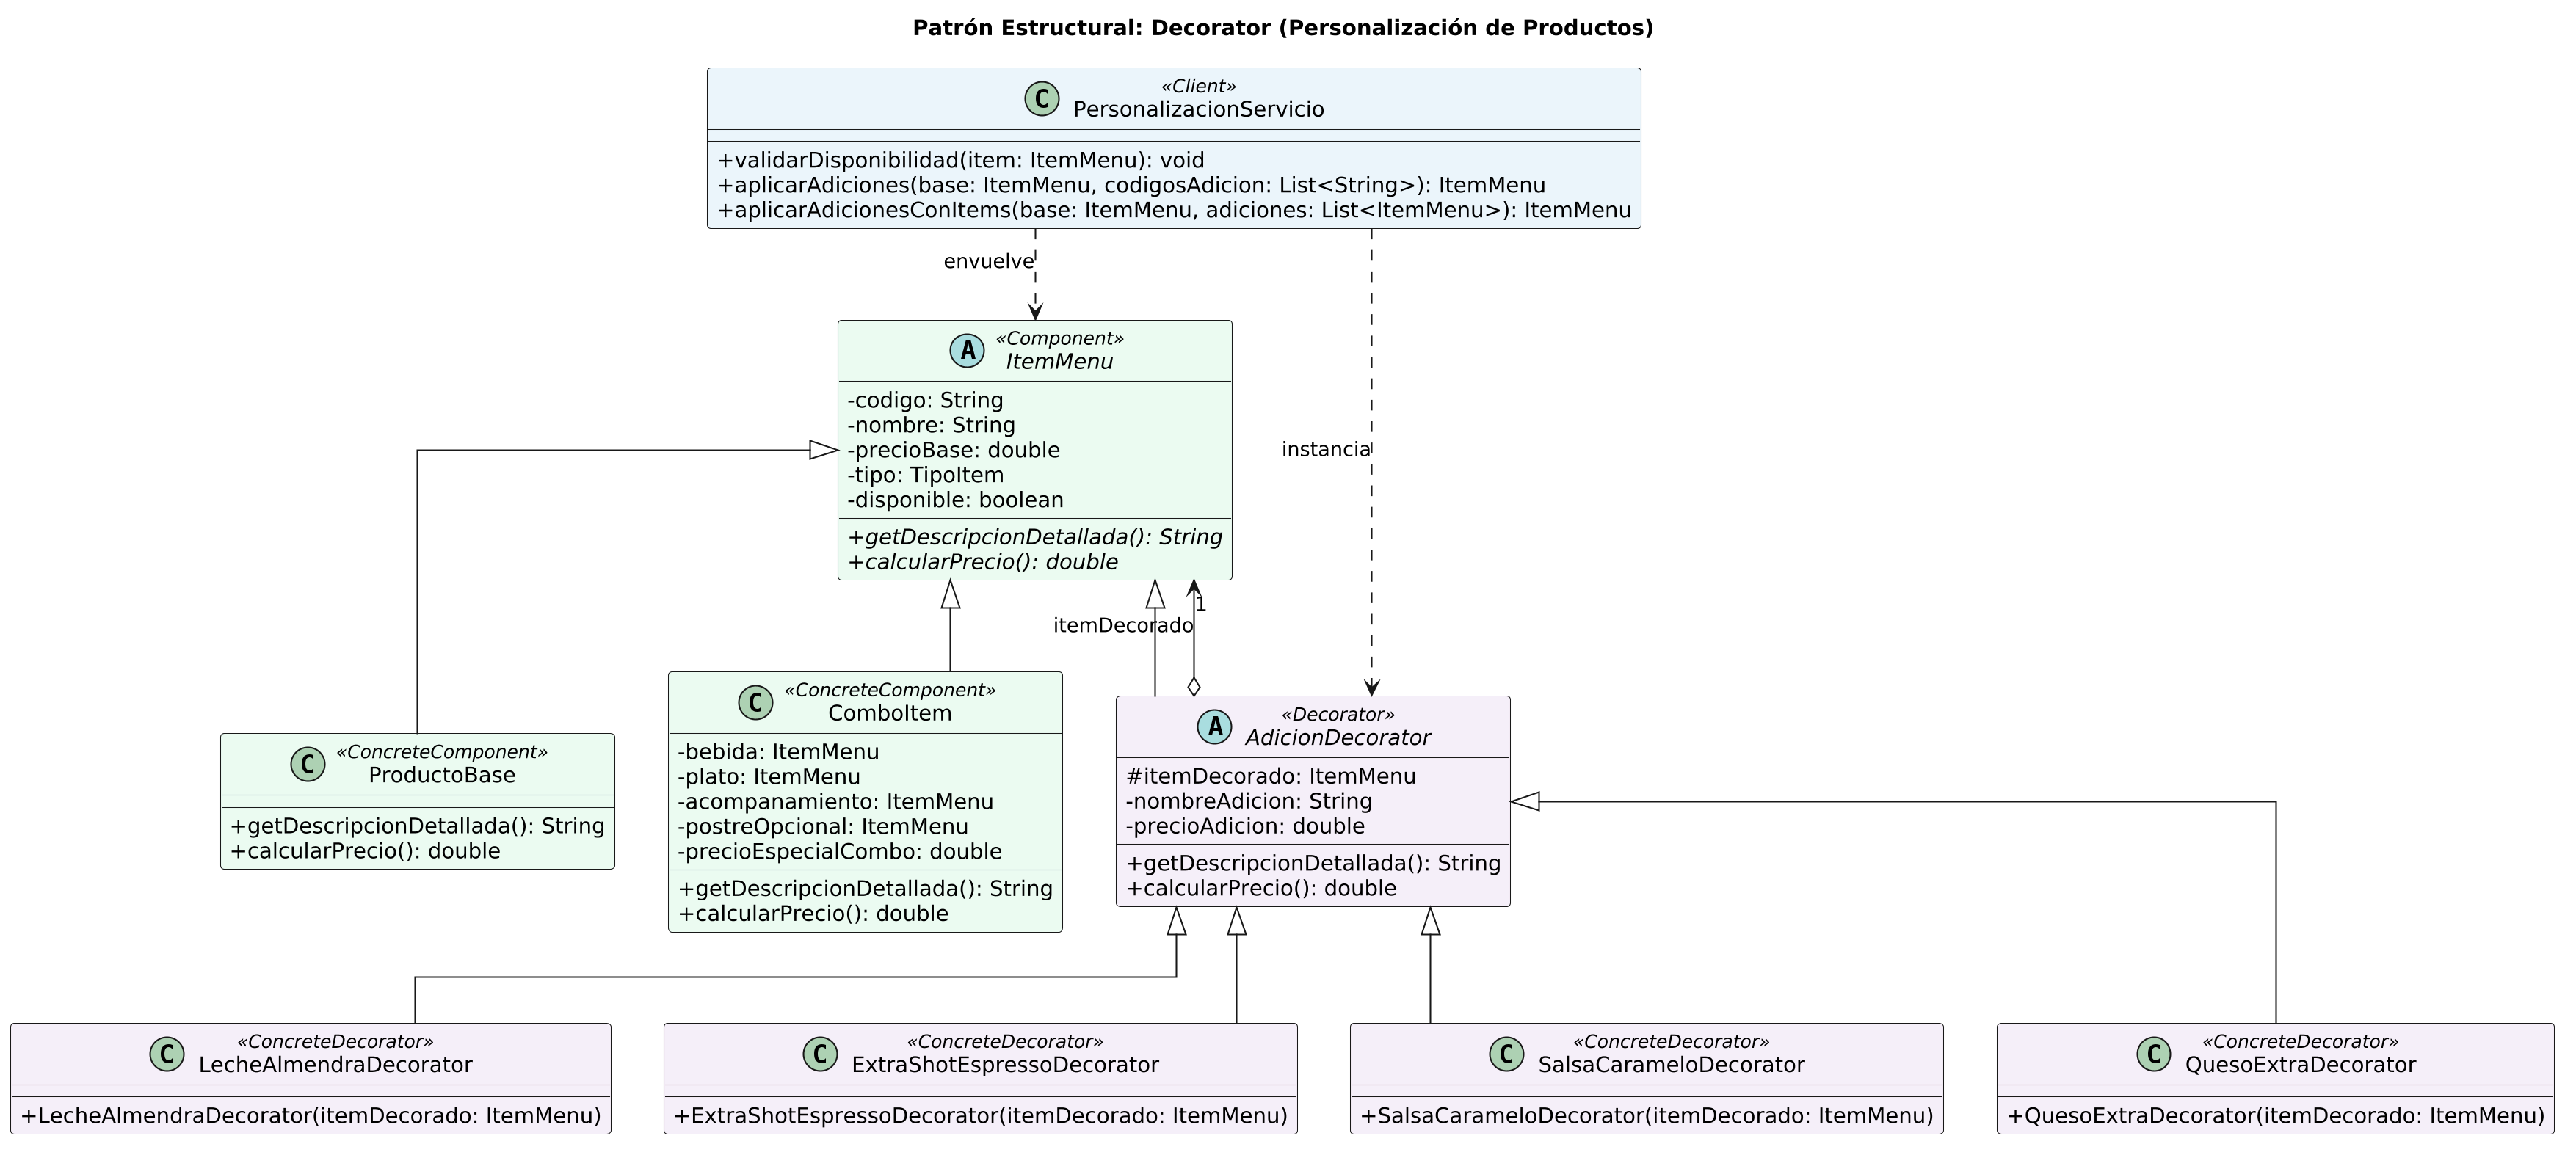 Patrón Estructural: Decorator (Personalización de Productos)
C
«Client»
PersonalizacionServicio
+validarDisponibilidad(item: ItemMenu): void
+aplicarAdiciones(base: ItemMenu, codigosAdicion: List<String>): ItemMenu
+aplicarAdicionesConItems(base: ItemMenu, adiciones: List<ItemMenu>): ItemMenu
envuelve
instancia
A
«Component»
ItemMenu
-codigo: String
-nombre: String
-precioBase: double
-tipo: TipoItem
-disponible: boolean
+getDescripcionDetallada(): String
+calcularPrecio(): double
1
itemDecorado
C
«ConcreteComponent»
ProductoBase
+getDescripcionDetallada(): String
+calcularPrecio(): double
C
«ConcreteComponent»
ComboItem
-bebida: ItemMenu
-plato: ItemMenu
-acompanamiento: ItemMenu
-postreOpcional: ItemMenu
-precioEspecialCombo: double
+getDescripcionDetallada(): String
+calcularPrecio(): double
A
«Decorator»
AdicionDecorator
#itemDecorado: ItemMenu
-nombreAdicion: String
-precioAdicion: double
+getDescripcionDetallada(): String
+calcularPrecio(): double
C
«ConcreteDecorator»
LecheAlmendraDecorator
+LecheAlmendraDecorator(itemDecorado: ItemMenu)
C
«ConcreteDecorator»
ExtraShotEspressoDecorator
+ExtraShotEspressoDecorator(itemDecorado: ItemMenu)
C
«ConcreteDecorator»
SalsaCarameloDecorator
+SalsaCarameloDecorator(itemDecorado: ItemMenu)
C
«ConcreteDecorator»
QuesoExtraDecorator
+QuesoExtraDecorator(itemDecorado: ItemMenu)